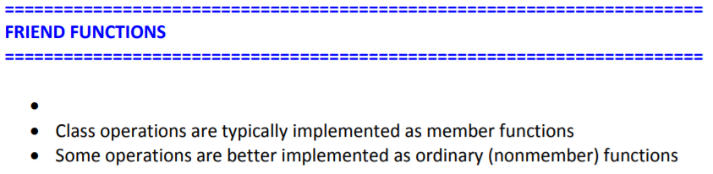 ======================================================================
FRIEND FUNCTIONS
======================================================================
•
• Class operations are typically implemented as member functions
• Some operations are better implemented as ordinary (nonmember) functions